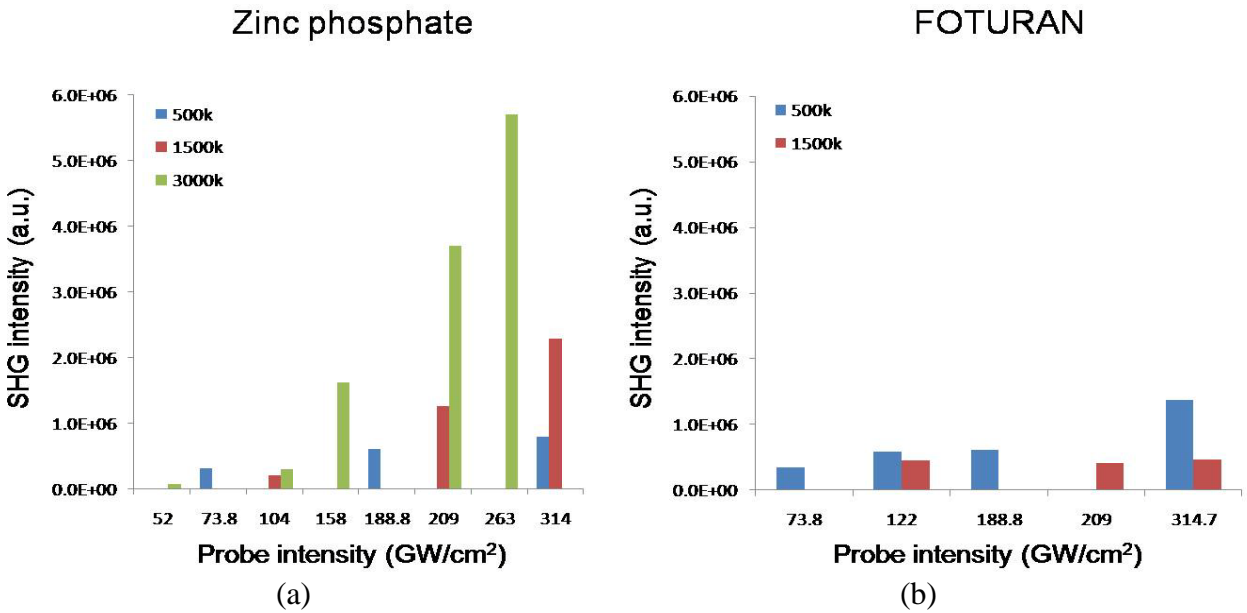 Zinc phosphate
6.0E+06
5.0E+06
4.0E+06
3.0E+06
2.0E+06
1.0E+06
0.0E+00
SHG intensity (a.u.)
500k
1500k
3000k
52 73.8 104 158 188.8 209 263 314
Probe intensity (GW/cm²)
(a)
FOTURAN
6.0E+06
5.0E+06
4.0E+06
3.0E+06
2.0E+06
1.0E+06
0.0E+00
SHG intensity (a.u.)
500k
1500k
73.8 122 188.8 209 314.7
Probe intensity (GW/cm²)
(b)